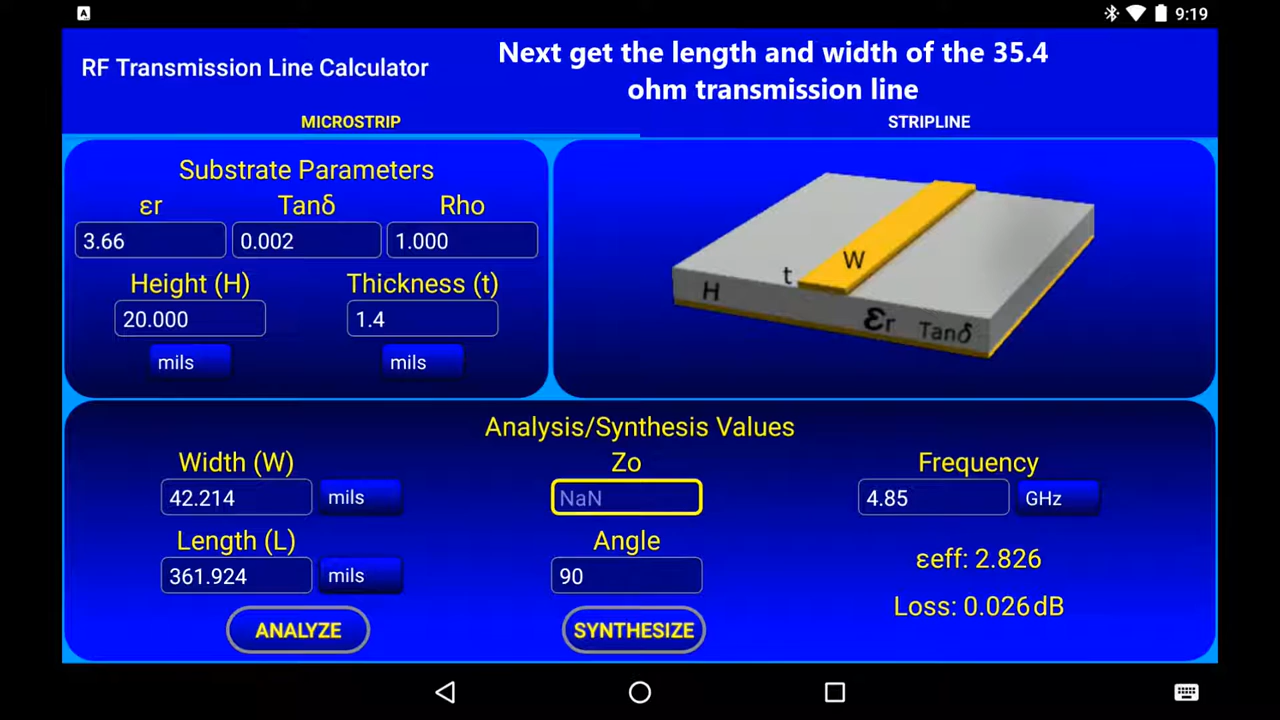 A
9:19
RF Transmission Line Calculator
Next get the length and width of the 35.4
ohm transmission line
MICROSTRIP
STRIPLINE
Substrate Parameters
εr Tanδ Rho
3.66 0.002 1.000
Height (H) Thickness (t)
20.000 1.4
mils mils
W
t
H
εr Tanδ
Analysis/Synthesis Values
Width (W) Zo Frequency
42.214 mils NaN 4.85 GHz
Length (L) Angle
εeff: 2.826
361.924 mils 90
Loss: 0.026dB
ANALYZE SYNTHESIZE